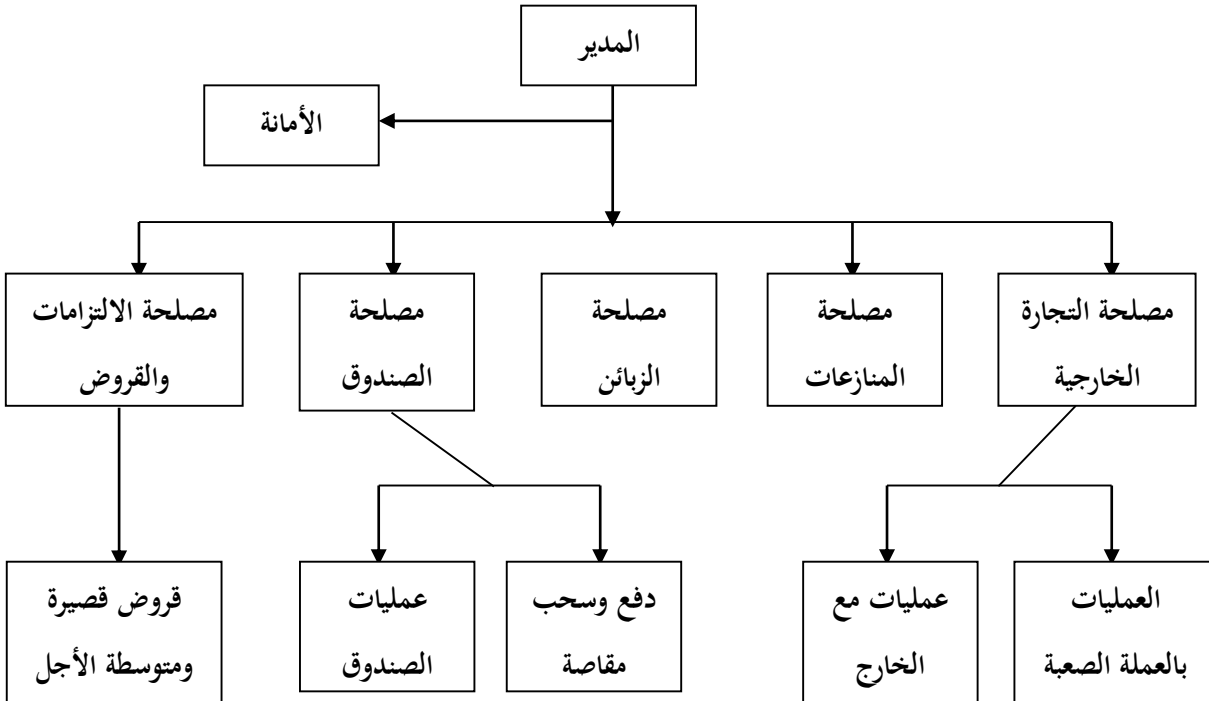 المدير
الأمانة
مصلحة التجارة
الخارجية
مصلحة
المنازعات
مصلحة
الزبائن
مصلحة
الصندوق
مصلحة الالتزامات
والقروض
العمليات
بالعملة الصعبة
عمليات مع
الخارج
دفع وسحب
مقاصة
عمليات
الصندوق
قروض قصيرة
ومتوسطة الأجل